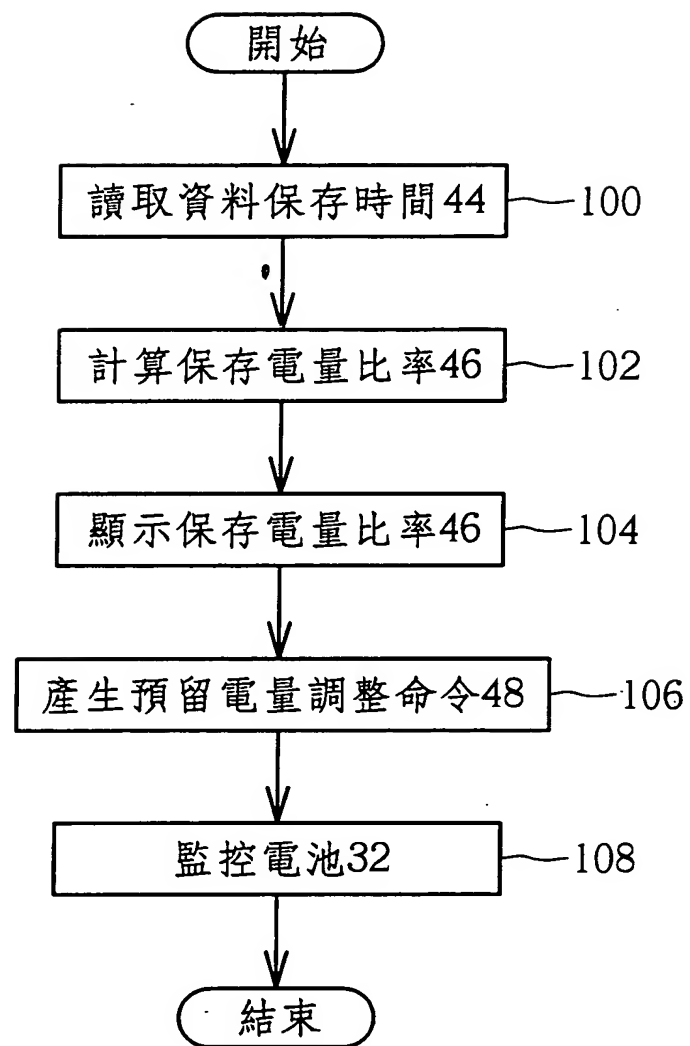 開始
讀取資料保存時間44 100
計算保存電量比率46 102
顯示保存電量比率46 104
產生預留電量調整命令48 106
監控電池32 108
結束